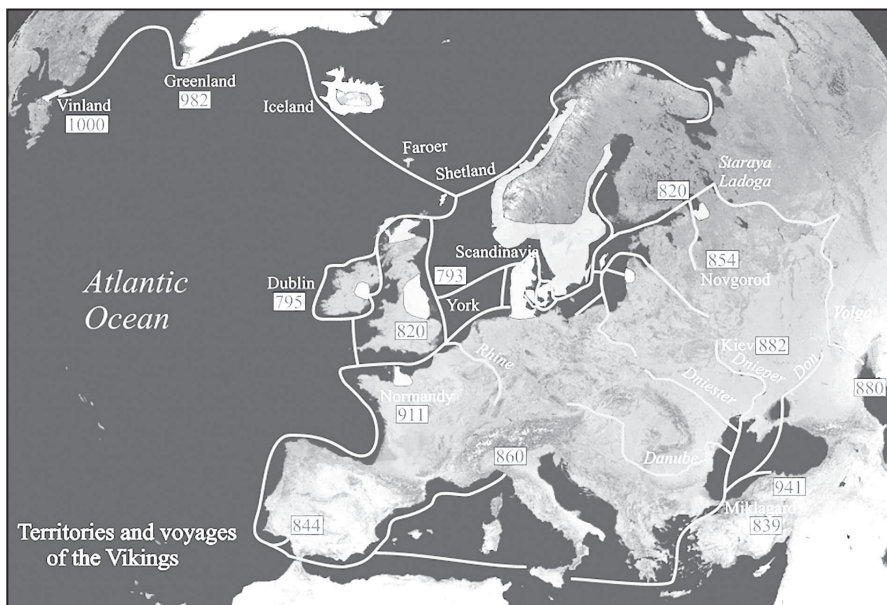 Vinland
1000
Greenland
982
Iceland
Faroer
Shetland
Staraya
Ladoga
820
854
Novgorod
Scandinavia
793
York
Dublin
795
820
Atlantic
Ocean
Volga
Kiev 882
Dnieper
Don
Dniester
880
Rhine
Normandy
911
860
Danube
941
Miklagard
839
844
Territories and voyages
of the Vikings